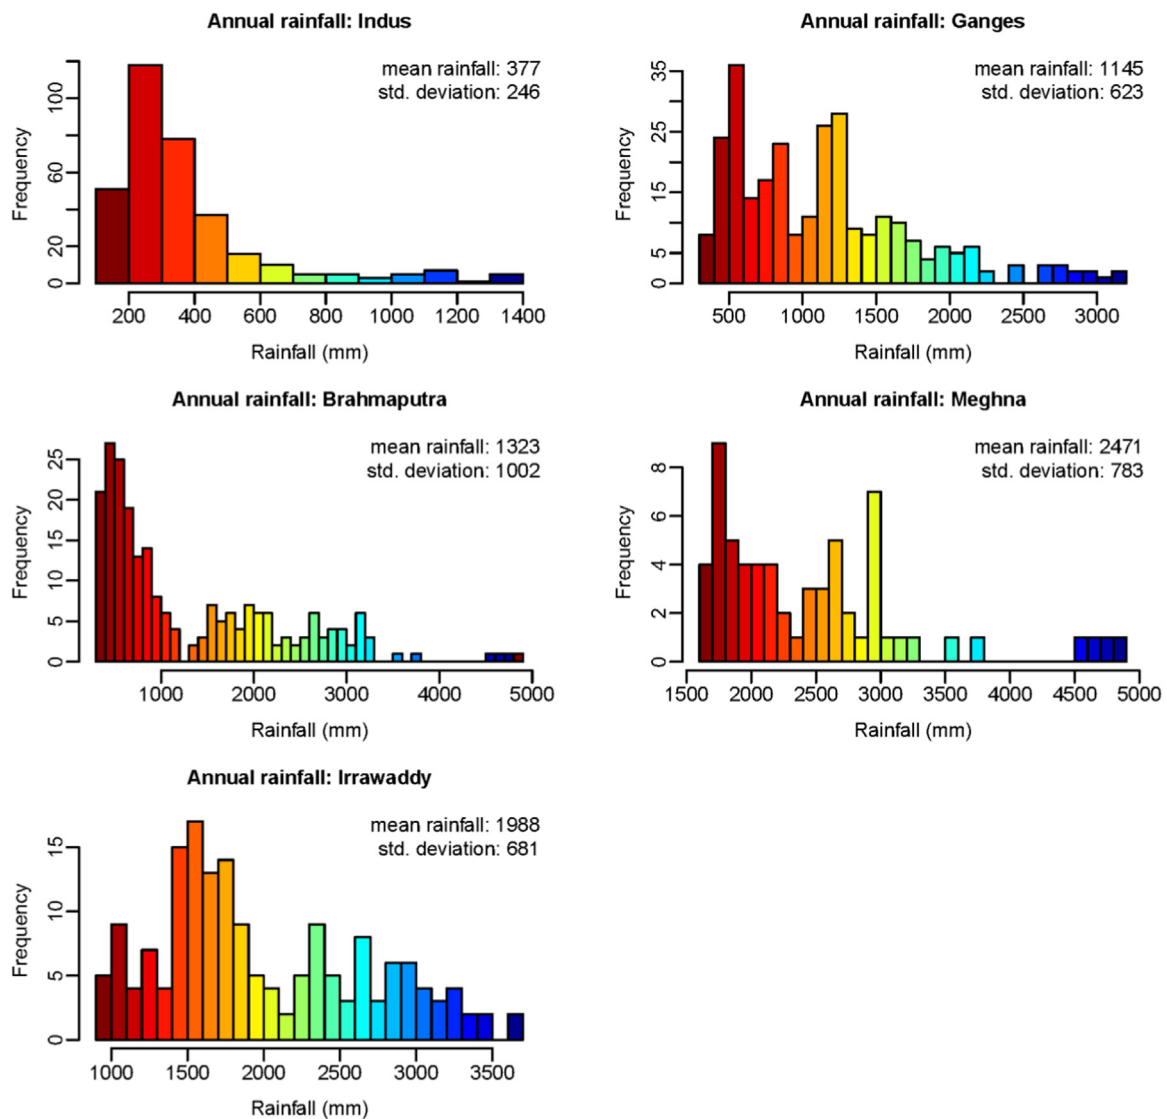 Annual rainfall: Indus
mean rainfall: 377
std. deviation: 246
Frequency
0 20 60 100
200 400 600 800 1000 1200 1400
Rainfall (mm)
Annual rainfall: Ganges
mean rainfall: 1145
std. deviation: 623
Frequency
5 15 25 35
500 1000 1500 2000 2500 3000
Rainfall (mm)
Annual rainfall: Brahmaputra
mean rainfall: 1323
std. deviation: 1002
Frequency
0 5 10 15 20 25
1000 2000 3000 4000 5000
Rainfall (mm)
Annual rainfall: Meghna
mean rainfall: 2471
std. deviation: 783
Frequency
0 2 4 6 8
1500 2000 2500 3000 3500 4000 4500 5000
Rainfall (mm)
Annual rainfall: Irrawaddy
mean rainfall: 1988
std. deviation: 681
Frequency
0 5 10 15
1000 1500 2000 2500 3000 3500
Rainfall (mm)